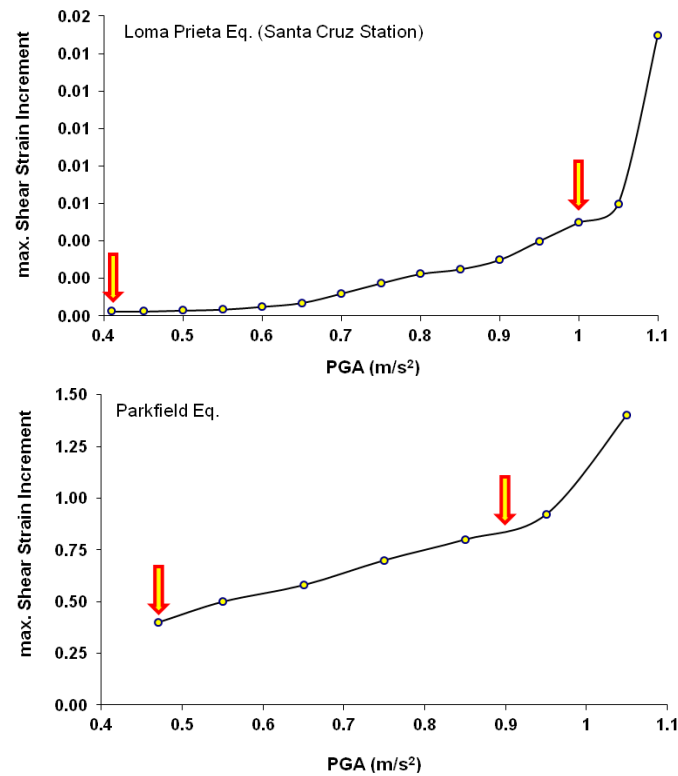 Loma Prieta Eq. (Santa Cruz Station)
max. Shear Strain Increment
0.02
0.01
0.01
0.01
0.01
0.01
0.00
0.00
0.00
0.4 0.5 0.6 0.7 0.8 0.9 1 1.1
PGA (m/s²)
Parkfield Eq.
max. Shear Strain Increment
1.50
1.25
1.00
0.75
0.50
0.25
0.00
0.4 0.5 0.6 0.7 0.8 0.9 1 1.1
PGA (m/s²)